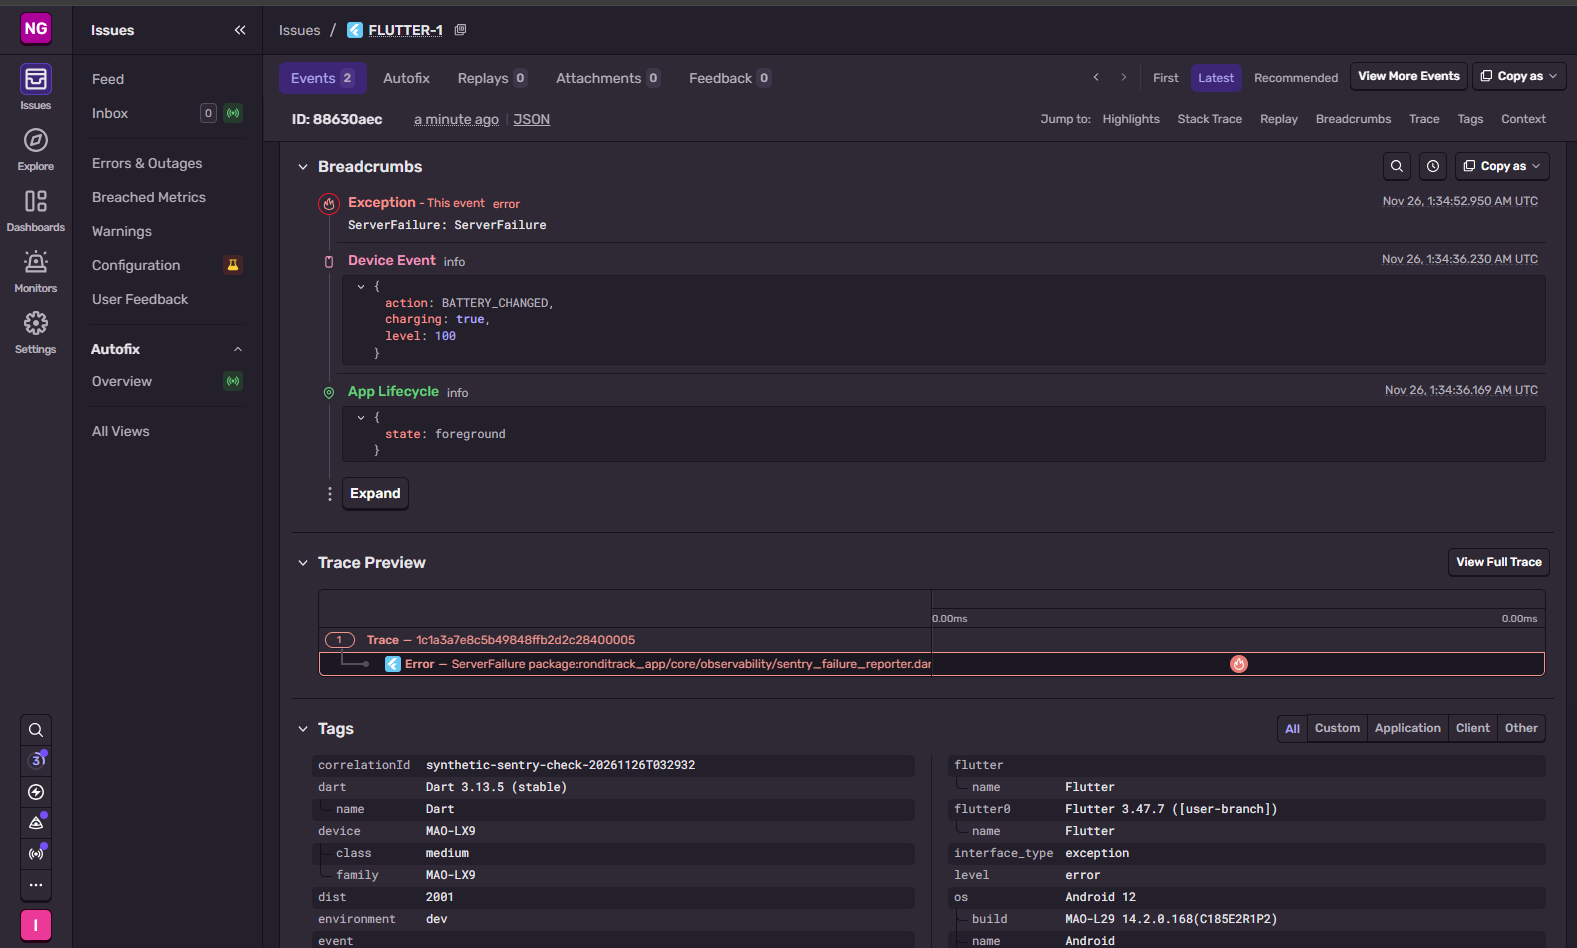 NG
Issues
Explore
Dashboards
Monitors
Settings
3
I
Issues
Feed
Inbox 0
Errors & Outages
Breached Metrics
Warnings
Configuration
User Feedback
Autofix
Overview
All Views
Issues / FLUTTER-1
Events 2 Autofix Replays 0 Attachments 0 Feedback 0
First Latest Recommended View More Events Copy as
ID: 88630aec a minute ago JSON
Jump to: Highlights Stack Trace Replay Breadcrumbs Trace Tags Context
Breadcrumbs
Copy as
Exception - This event error Nov 26, 1:34:52.950 AM UTC
ServerFailure: ServerFailure
Device Event info Nov 26, 1:34:36.230 AM UTC
{
action: BATTERY_CHANGED,
charging: true,
level: 100
}
App Lifecycle info Nov 26, 1:34:36.169 AM UTC
{
state: foreground
}
Expand
Trace Preview View Full Trace
0.00ms 0.00ms
1 Trace — 1c1a3a7e8c5b49848ffb2d2c28400005
Error — ServerFailure package:ronditrack_app/core/observability/sentry_failure_reporter.dar
Tags
All Custom Application Client Other
correlationId synthetic-sentry-check-20261126T032932
dart Dart 3.13.5 (stable)
name Dart
device MAO-LX9
class medium
family MAO-LX9
dist 2001
environment dev
event
flutter
name Flutter
flutter0 Flutter 3.47.7 ([user-branch])
name Flutter
interface_type exception
level error
os Android 12
build MAO-L29 14.2.0.168(C185E2R1P2)
name Android